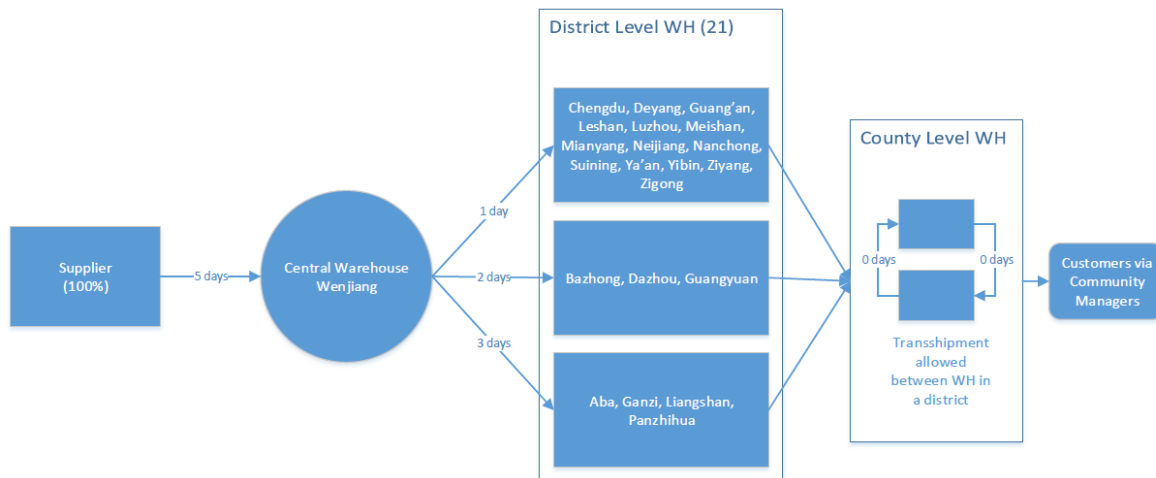 District Level WH (21)
Chengdu, Deyang, Guang’an,
Leshan, Luzhou, Meishan,
Mianyang, Neijiang, Nanchong,
Suining, Ya’an, Yibin, Ziyang,
Zigong
County Level WH
1 day
Supplier
(100%)
5 days
Central Warehouse
Wenjiang
2 days
Bazhong, Dazhou, Guangyuan
0 days
0 days
Customers via
Community
Managers
3 days
Transshipment
allowed
between WH in
a district
Aba, Ganzi, Liangshan,
Panzhihua